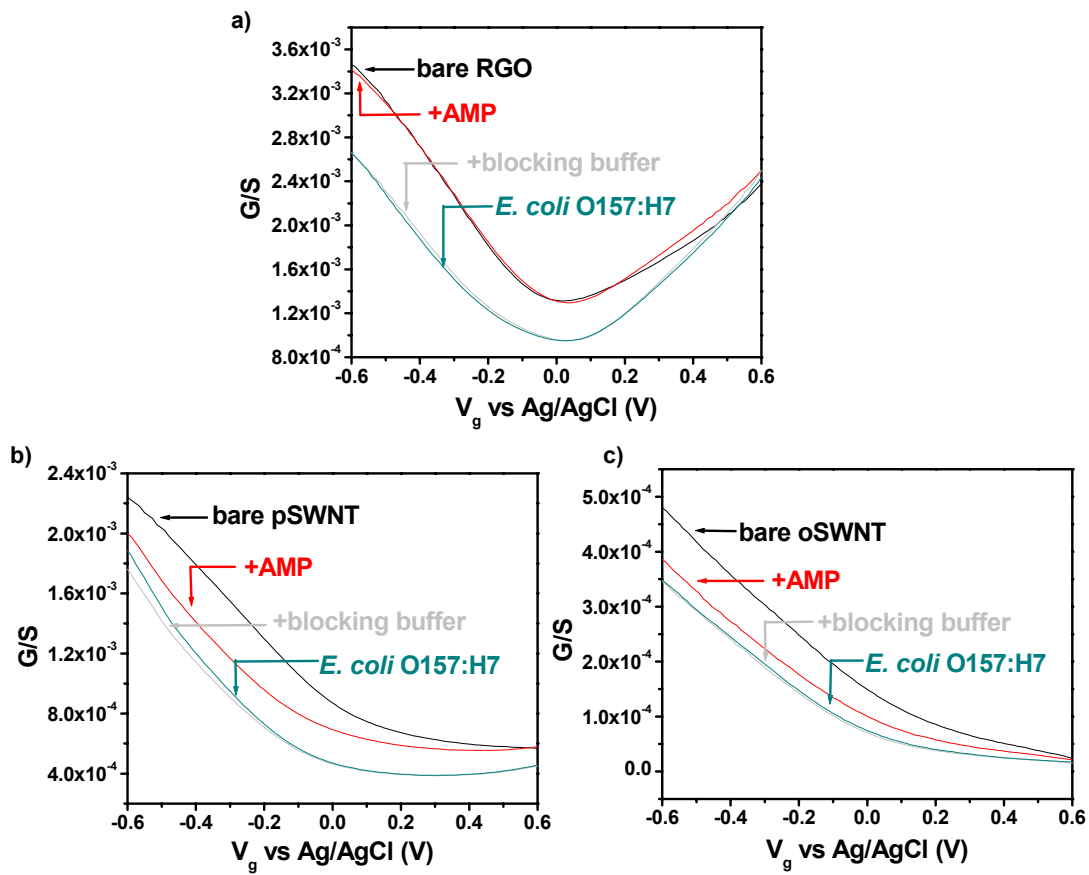 a)
3.6x10⁻³
3.2x10⁻³
2.8x10⁻³
2.4x10⁻³
2.0x10⁻³
1.6x10⁻³
1.2x10⁻³
8.0x10⁻⁴
G/S
bare RGO
+AMP
+blocking buffer
E. coli O157:H7
-0.6 -0.4 -0.2 0.0 0.2 0.4 0.6
V_g vs Ag/AgCl (V)
b)
2.4x10⁻³
2.0x10⁻³
1.6x10⁻³
1.2x10⁻³
8.0x10⁻⁴
4.0x10⁻⁴
G/S
bare pSWNT
+AMP
+blocking buffer
E. coli O157:H7
-0.6 -0.4 -0.2 0.0 0.2 0.4 0.6
V_g vs Ag/AgCl (V)
c)
5.0x10⁻⁴
4.0x10⁻⁴
3.0x10⁻⁴
2.0x10⁻⁴
1.0x10⁻⁴
0.0
G/S
bare oSWNT
+AMP
+blocking buffer
E. coli O157:H7
-0.6 -0.4 -0.2 0.0 0.2 0.4 0.6
V_g vs Ag/AgCl (V)